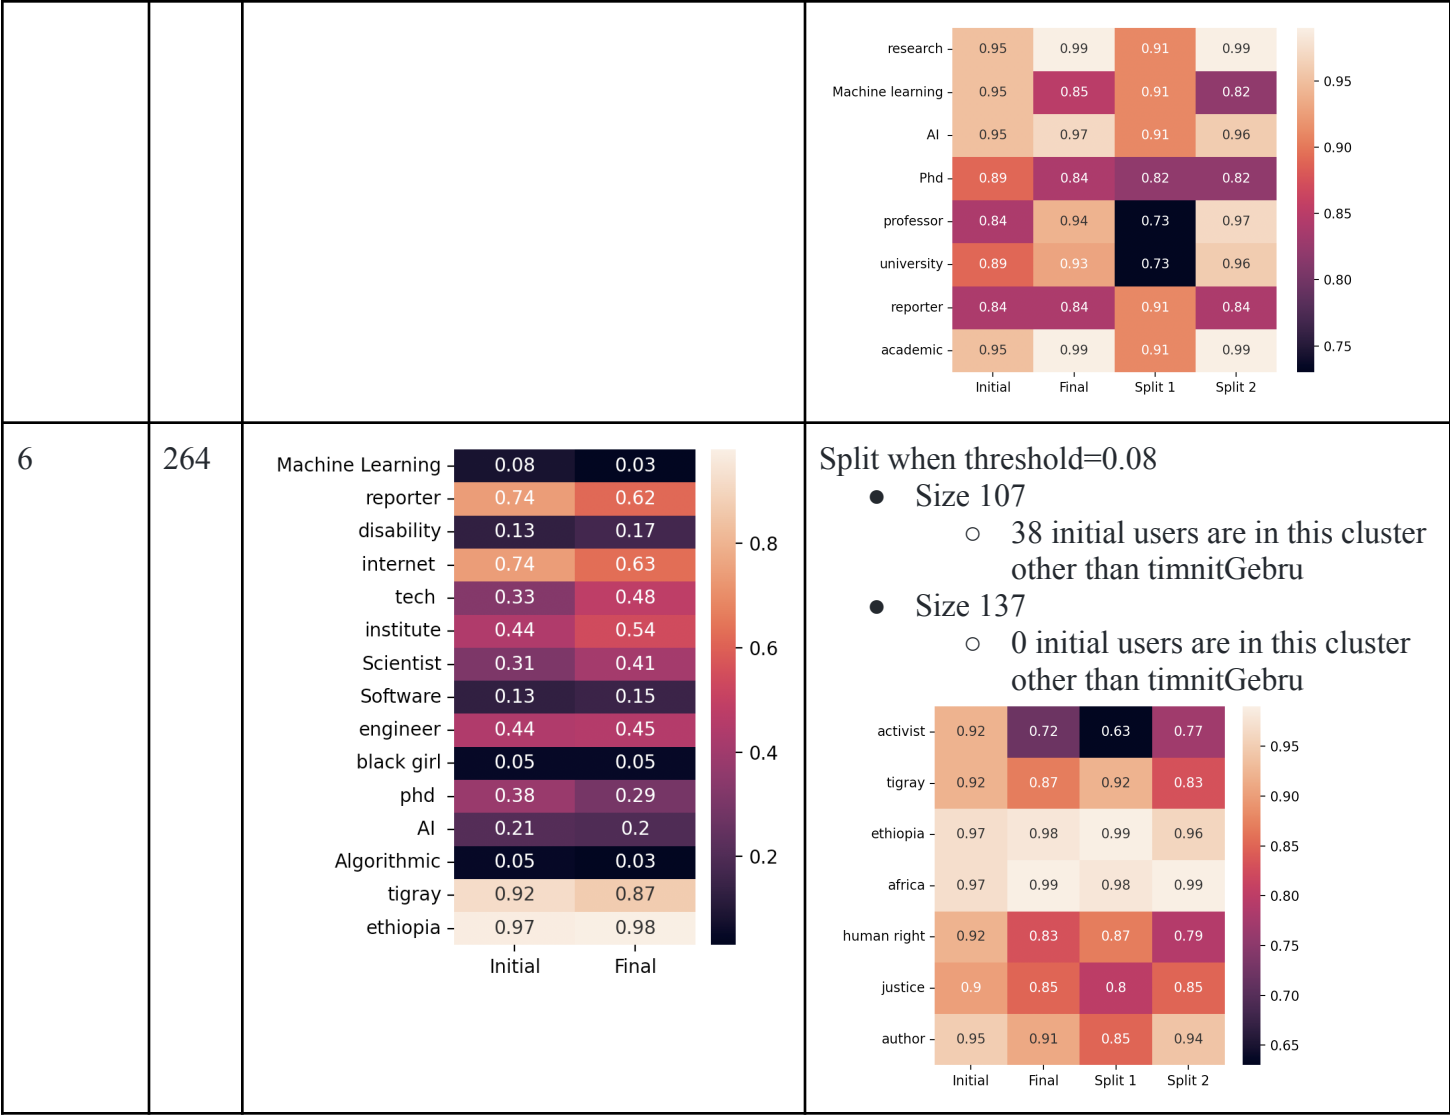 research 0.95 0.99 0.91 0.99
0.95
Machine learning 0.95 0.85 0.91 0.82
AI 0.95 0.97 0.91 0.96
0.90
Phd 0.89 0.84 0.82 0.82
0.85
professor 0.84 0.94 0.73 0.97
university 0.89 0.93 0.73 0.96
0.80
reporter 0.84 0.84 0.91 0.84
0.75
academic 0.95 0.99 0.91 0.99
Initial Final Split 1 Split 2
6
264
Machine Learning 0.08 0.03
reporter 0.74 0.62
disability 0.13 0.17
0.8
internet 0.74 0.63
tech 0.33 0.48
institute 0.44 0.54
0.6
Scientist 0.31 0.41
Software 0.13 0.15
engineer 0.44 0.45
0.4
black girl 0.05 0.05
phd 0.38 0.29
AI 0.21 0.2
0.2
Algorithmic 0.05 0.03
tigray 0.92 0.87
ethiopia 0.97 0.98
Initial Final
Split when threshold=0.08
● Size 107
○ 38 initial users are in this cluster
other than timnitGebru
● Size 137
○ 0 initial users are in this cluster
other than timnitGebru
activist 0.92 0.72 0.63 0.77
0.95
tigray 0.92 0.87 0.92 0.83
0.90
ethiopia 0.97 0.98 0.99 0.96
0.85
africa 0.97 0.99 0.98 0.99
0.80
human right 0.92 0.83 0.87 0.79
0.75
justice 0.9 0.85 0.8 0.85
0.70
author 0.95 0.91 0.85 0.94
0.65
Initial Final Split 1 Split 2